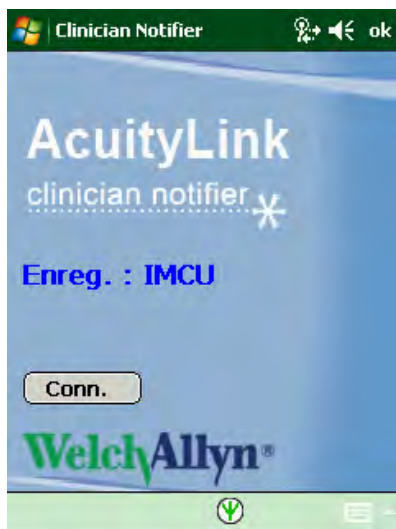 Clinician Notifier ok
AcuityLink
clinician notifier
Enreg. : IMCU
Conn.
WelchAllyn®